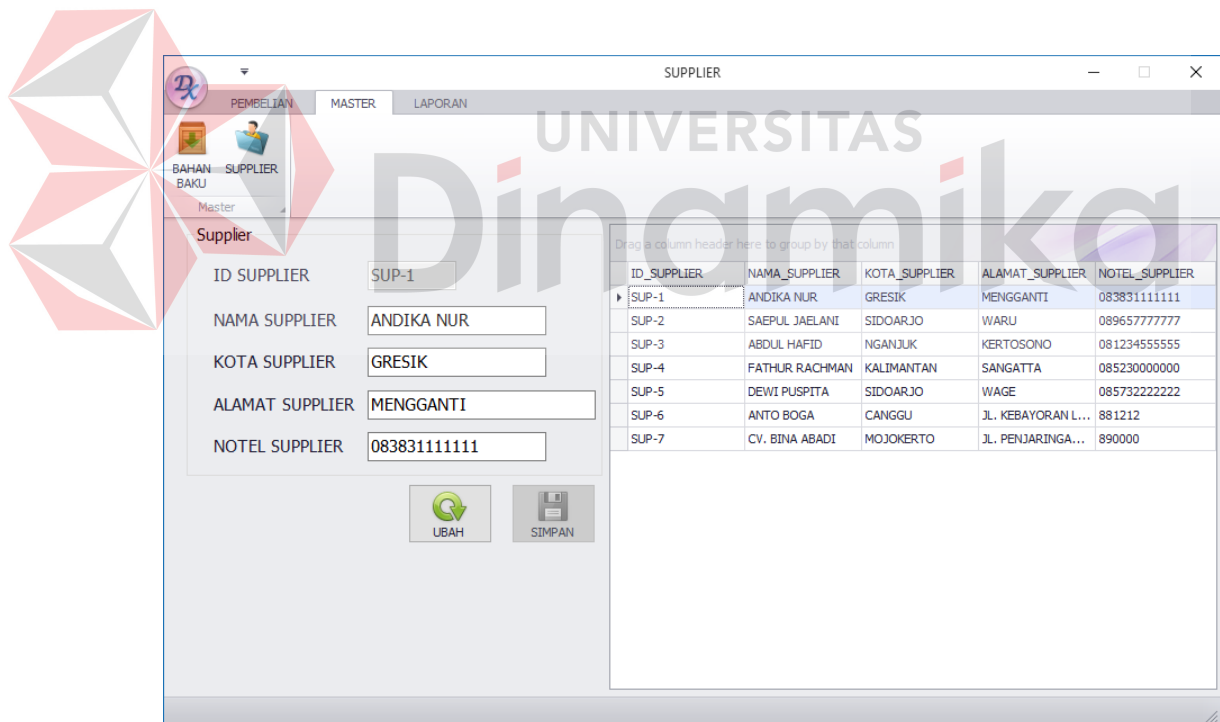 SUPPLIER
PEMBELIAN MASTER LAPORAN
UNIVERSITAS
Dinamika
BAHAN BAKU SUPPLIER
Master
Supplier
ID SUPPLIER SUP-1
NAMA SUPPLIER ANDIKA NUR
KOTA SUPPLIER GRESIK
ALAMAT SUPPLIER MENGGANTI
NOTEL SUPPLIER 083831111111
UBAH SIMPAN
Drag a column header here to group by that column
ID_SUPPLIER NAMA_SUPPLIER KOTA_SUPPLIER ALAMAT_SUPPLIER NOTEL_SUPPLIER
SUP-1 ANDIKA NUR GRESIK MENGGANTI 083831111111
SUP-2 SAEPUL JAELANI SIDOARJO WARU 089657777777
SUP-3 ABDUL HAFID NGANJUK KERTOSONO 081234555555
SUP-4 FATHUR RACHMAN KALIMANTAN SANGATTA 085230000000
SUP-5 DEWI PUSPITA SIDOARJO WAGE 085732222222
SUP-6 ANTO BOGA CANGGU JL. KEBAYORAN L... 881212
SUP-7 CV. BINA ABADI MOJOKERTO JL. PENJARINGA... 890000